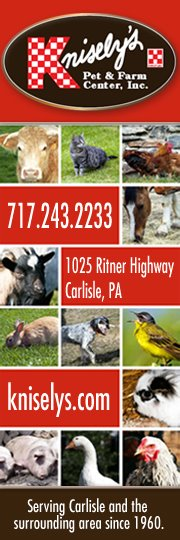 Knisely's
Pet & Farm
Center, Inc.
717.243.2233
1025 Ritner Highway
Carlisle, PA
kniselys.com
Serving Carlisle and the
surrounding area since 1960.